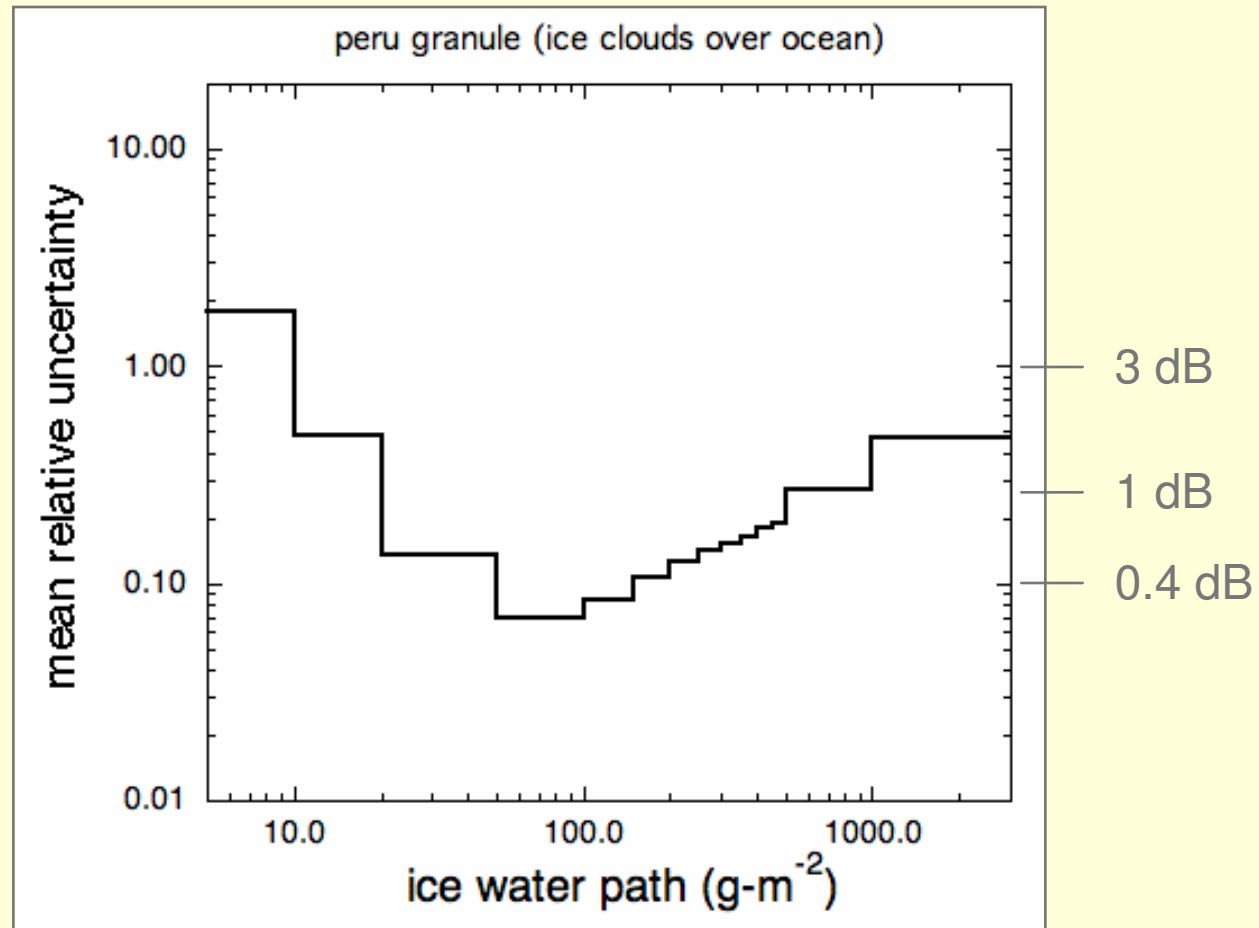 peru granule (ice clouds over ocean)
mean relative uncertainty
10.00
1.00
0.10
0.01
10.0 100.0 1000.0
ice water path (g-m⁻²)
3 dB
1 dB
0.4 dB